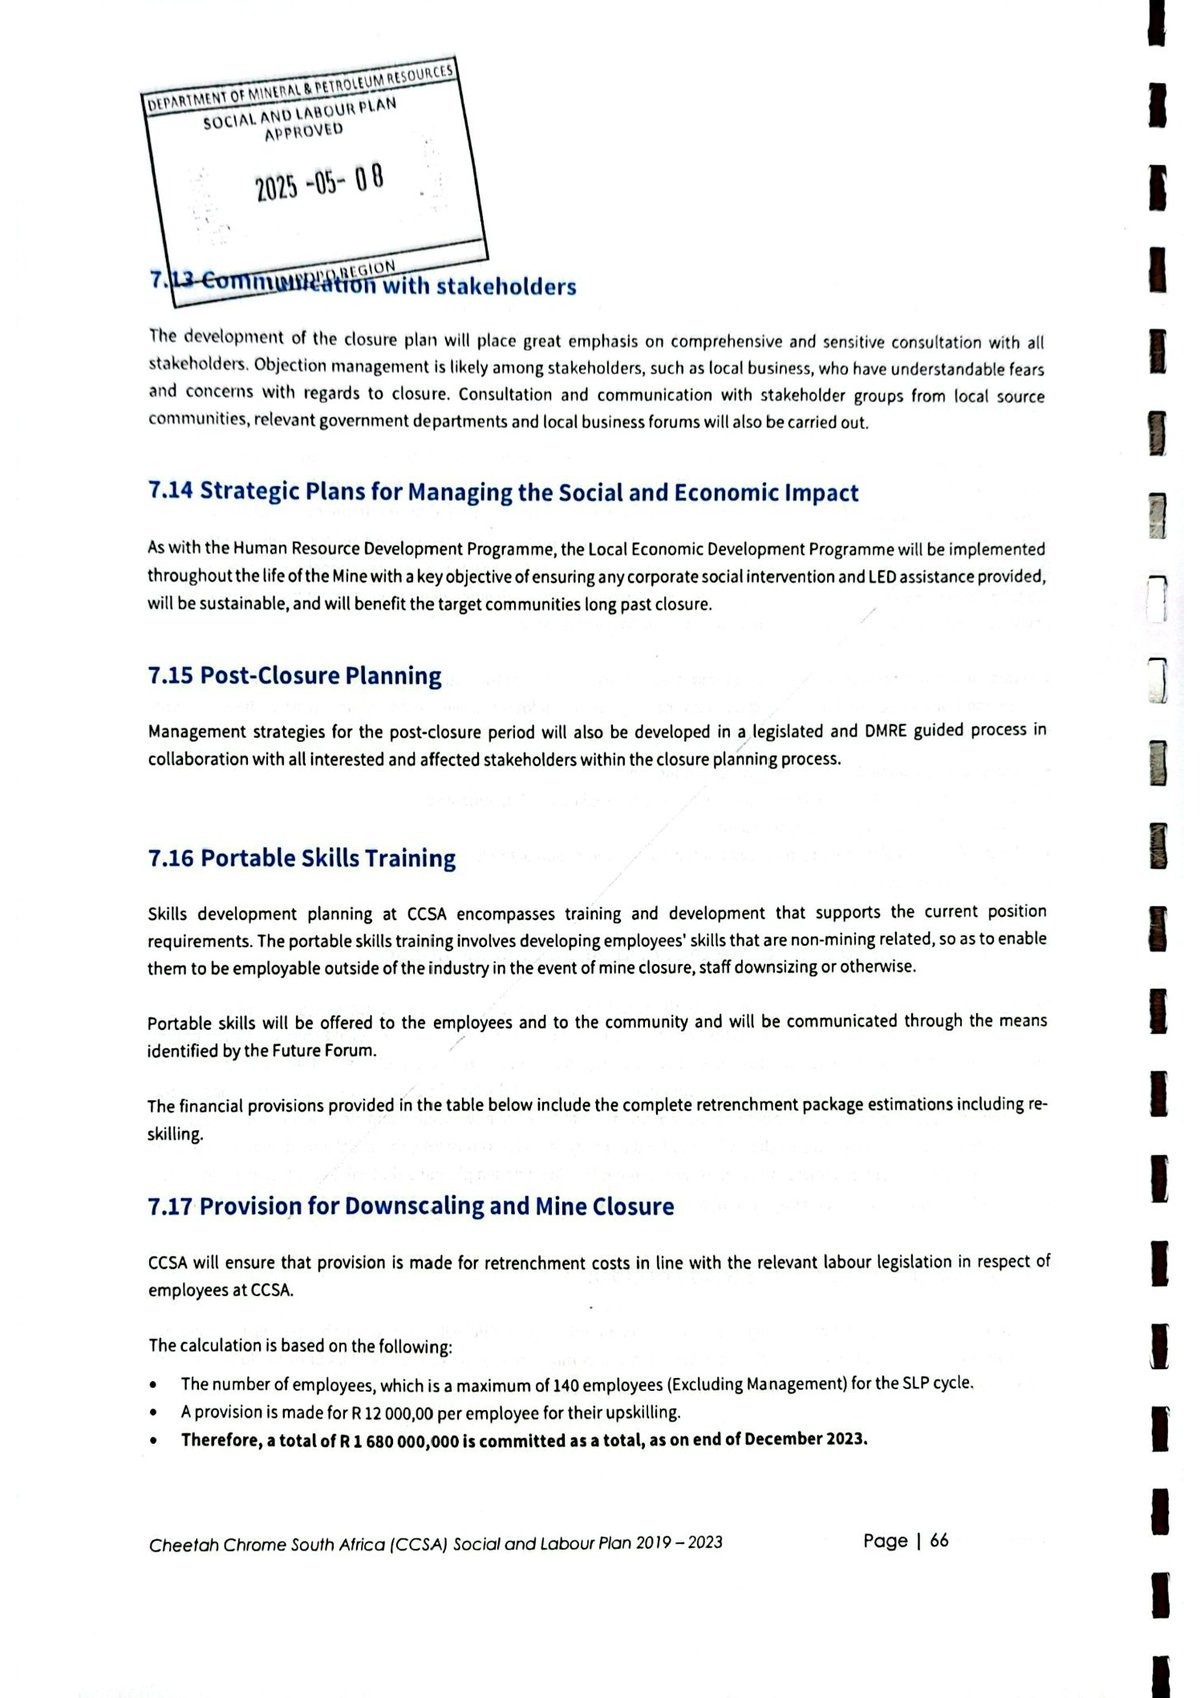 DEPARTMENT OF MINERAL & PETROLEUM RESOURCES
SOCIAL AND LABOUR PLAN
APPROVED
2025 -05- 08
REGION
7.13 Communication with stakeholders
The development of the closure plan will place great emphasis on comprehensive and sensitive consultation with all
stakeholders. Objection management is likely among stakeholders, such as local business, who have understandable fears
and concerns with regards to closure. Consultation and communication with stakeholder groups from local source
communities, relevant government departments and local business forums will also be carried out.
7.14 Strategic Plans for Managing the Social and Economic Impact
As with the Human Resource Development Programme, the Local Economic Development Programme will be implemented
throughout the life of the Mine with a key objective of ensuring any corporate social intervention and LED assistance provided,
will be sustainable, and will benefit the target communities long past closure.
7.15 Post-Closure Planning
Management strategies for the post-closure period will also be developed in a legislated and DMRE guided process in
collaboration with all interested and affected stakeholders within the closure planning process.
7.16 Portable Skills Training
Skills development planning at CCSA encompasses training and development that supports the current position
requirements. The portable skills training involves developing employees' skills that are non-mining related, so as to enable
them to be employable outside of the industry in the event of mine closure, staff downsizing or otherwise.
Portable skills will be offered to the employees and to the community and will be communicated through the means
identified by the Future Forum.
The financial provisions provided in the table below include the complete retrenchment package estimations including re-
skilling.
7.17 Provision for Downscaling and Mine Closure
CCSA will ensure that provision is made for retrenchment costs in line with the relevant labour legislation in respect of
employees at CCSA.
The calculation is based on the following:
• The number of employees, which is a maximum of 140 employees (Excluding Management) for the SLP cycle.
• A provision is made for R 12 000,00 per employee for their upskilling.
• Therefore, a total of R 1 680 000,000 is committed as a total, as on end of December 2023.
Cheetah Chrome South Africa (CCSA) Social and Labour Plan 2019 – 2023
Page | 66